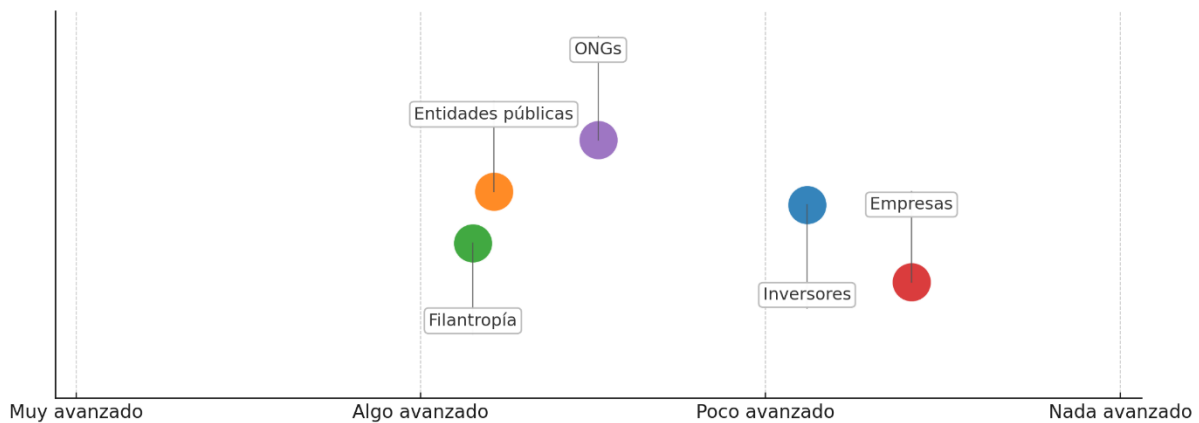 ONGs
Entidades públicas
Empresas
Inversores
Filantropía
Muy avanzado
Algo avanzado
Poco avanzado
Nada avanzado